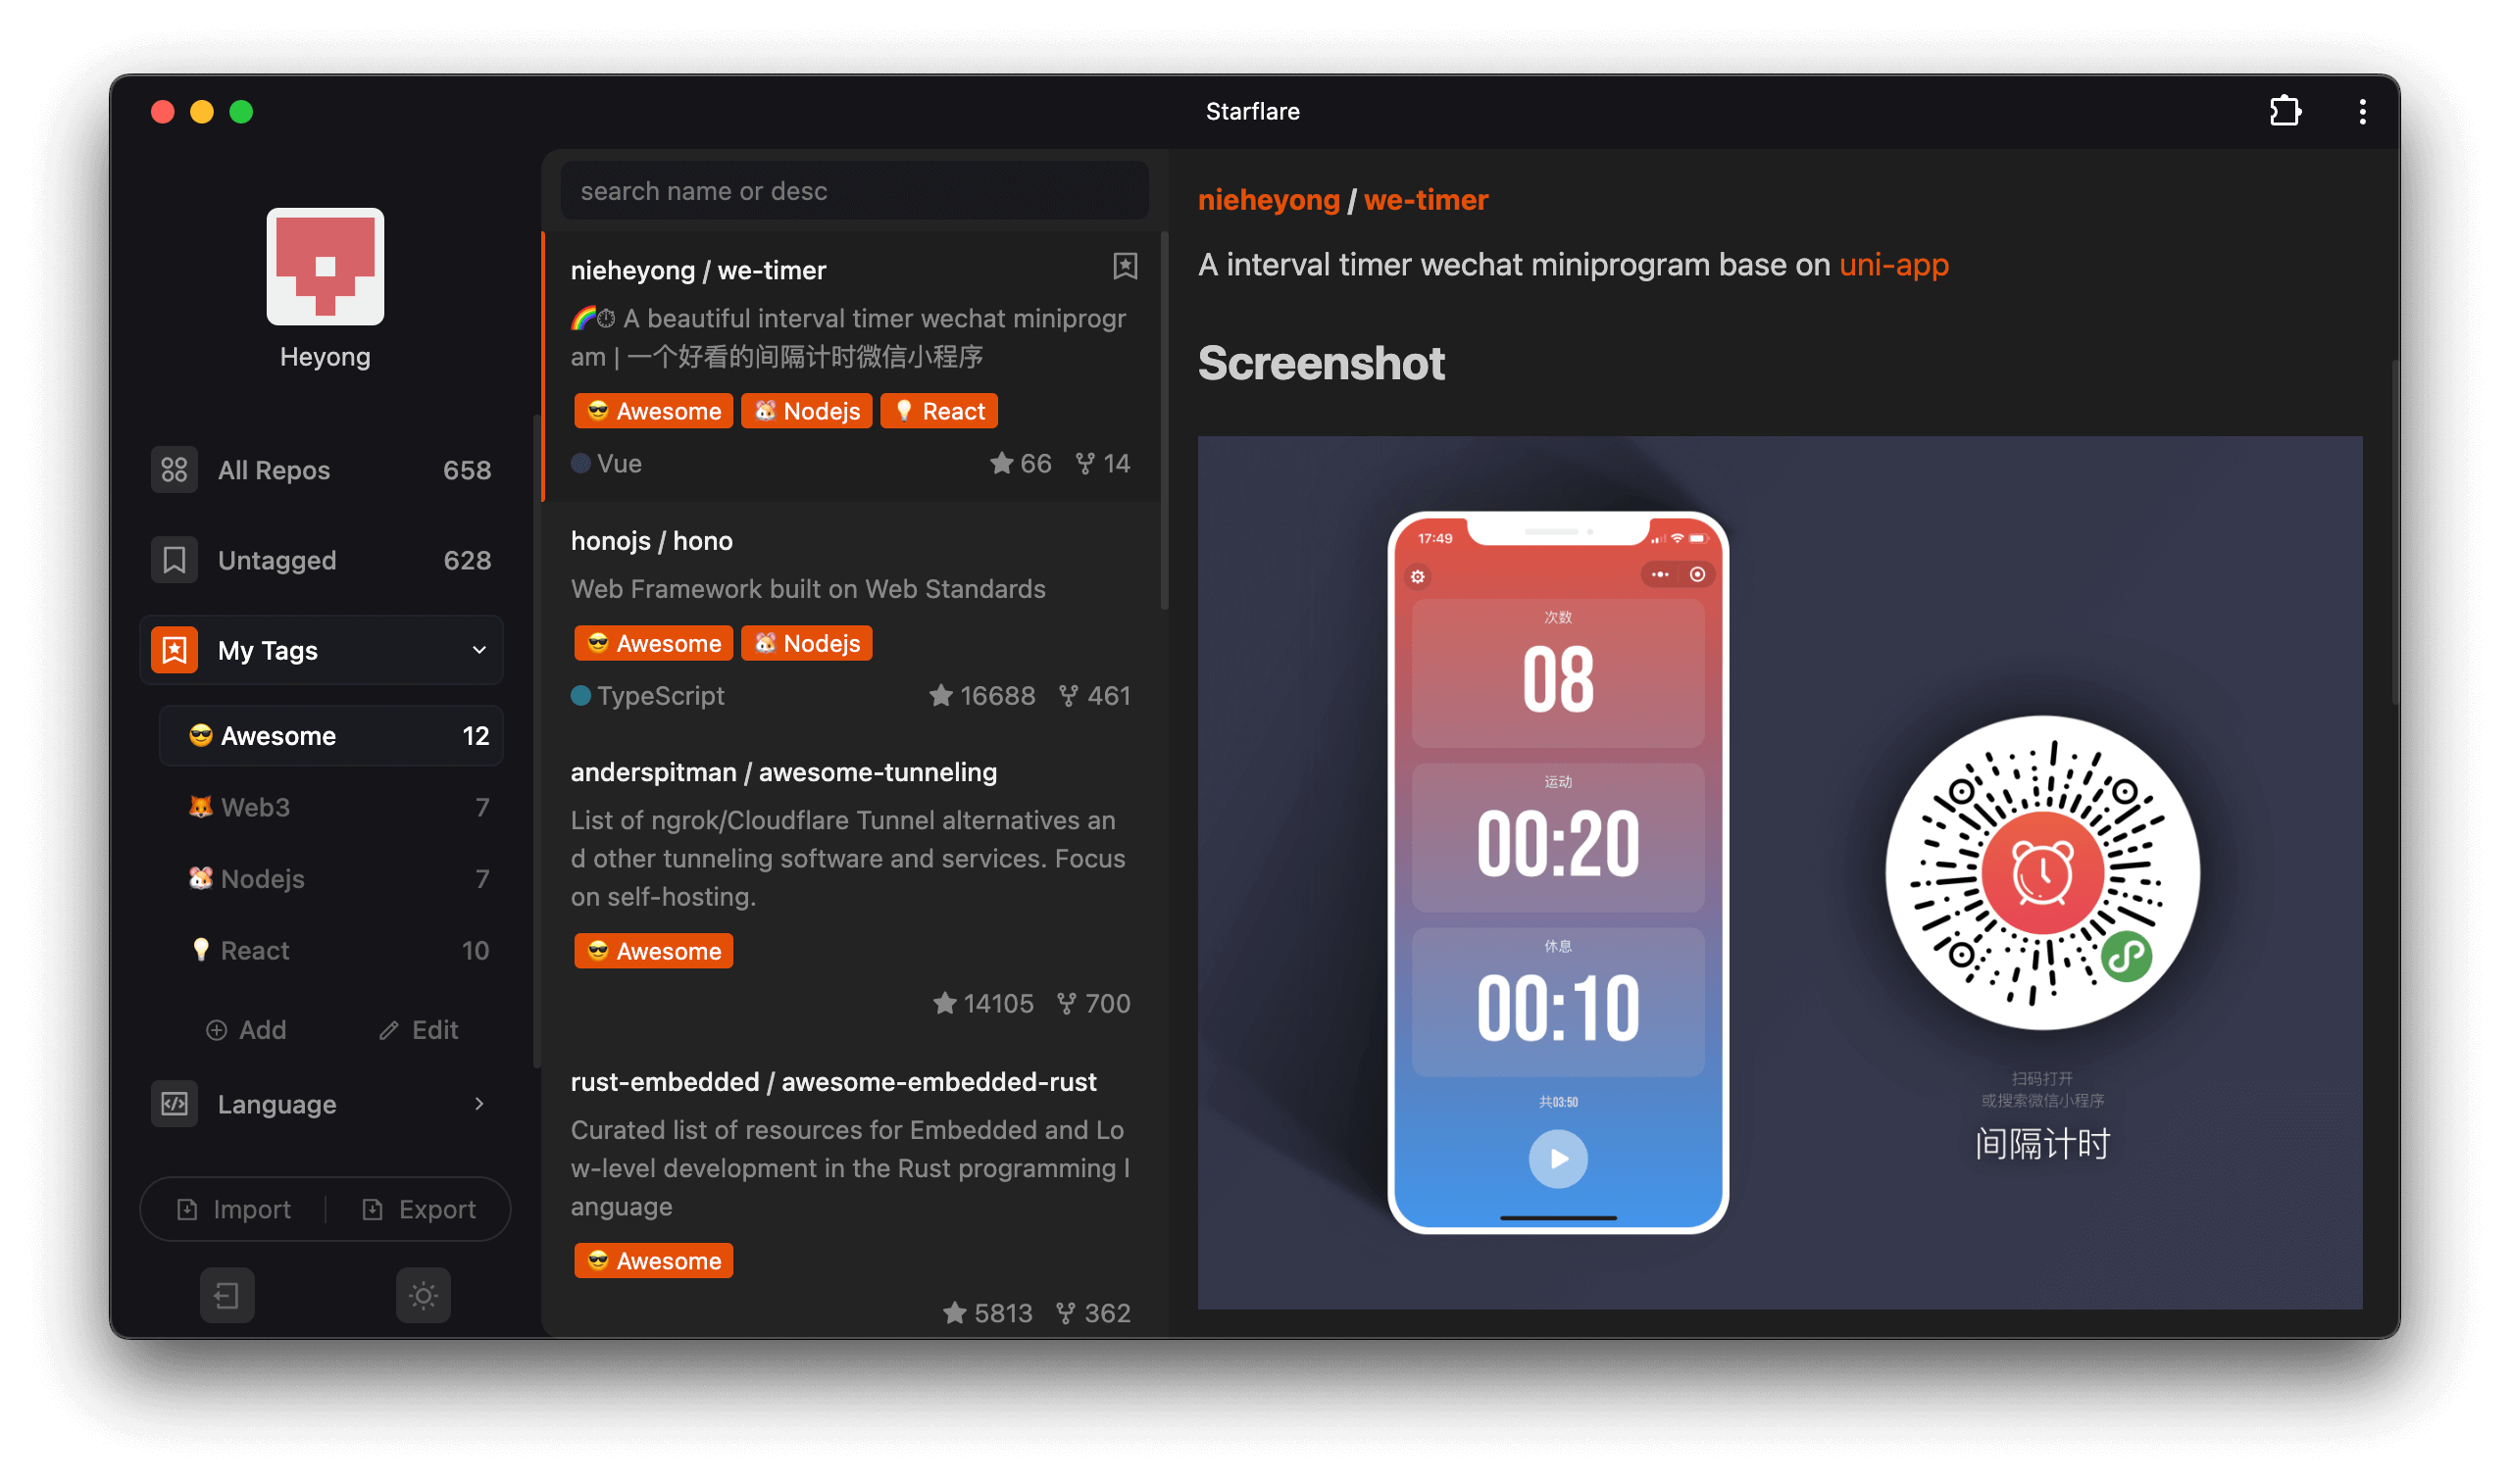 Starflare
Heyong
All Repos 658
Untagged 628
My Tags
😎 Awesome 12
🦊 Web3 7
🐹 Nodejs 7
💡 React 10
Add Edit
Language
Import Export
search name or desc
nieheyong / we-timer
🌈⏱ A beautiful interval timer wechat miniprogr
am | 一个好看的间隔计时微信小程序
😎 Awesome 🐹 Nodejs 💡 React
Vue 66 14
honojs / hono
Web Framework built on Web Standards
😎 Awesome 🐹 Nodejs
TypeScript 16688 461
anderspitman / awesome-tunneling
List of ngrok/Cloudflare Tunnel alternatives an
d other tunneling software and services. Focus
on self-hosting.
😎 Awesome
14105 700
rust-embedded / awesome-embedded-rust
Curated list of resources for Embedded and Lo
w-level development in the Rust programming l
anguage
😎 Awesome
5813 362
nieheyong / we-timer
A interval timer wechat miniprogram base on uni-app
Screenshot
17:49
次数
08
运动
00:20
休息
00:10
共03:50
扫码打开
或搜索微信小程序
间隔计时